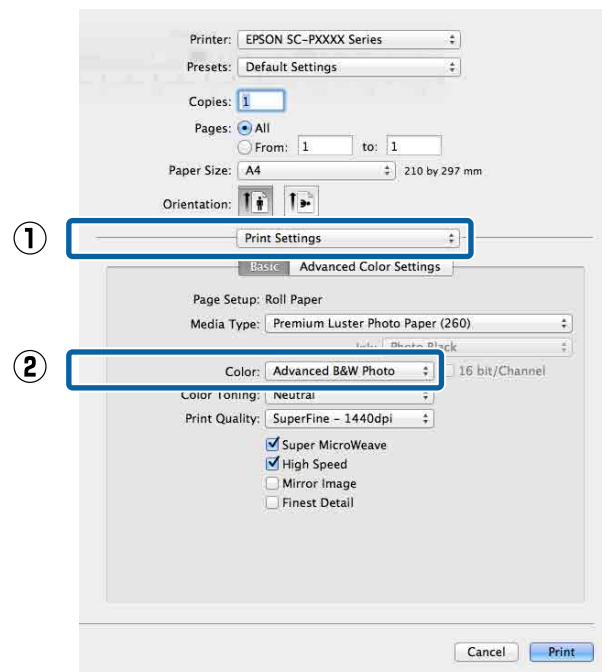 Printer: EPSON SC-PXXXX Series
Presets: Default Settings
Copies: 1
Pages: All
From: 1 to: 1
Paper Size: A4 210 by 297 mm
Orientation:
① Print Settings
Basic Advanced Color Settings
Page Setup: Roll Paper
Media Type: Premium Luster Photo Paper (260)
Ink: Photo Black
② Color: Advanced B&W Photo 16 bit/Channel
Color Toning: Neutral
Print Quality: SuperFine - 1440dpi
Super MicroWeave
High Speed
Mirror Image
Finest Detail
Cancel Print